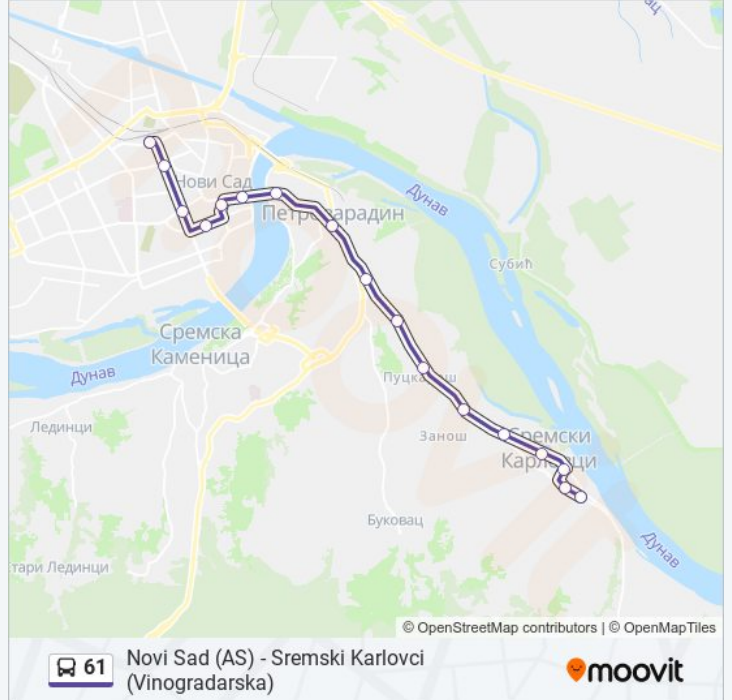 Нови Сад
Петроварадин
Дунав
Субић
Сремска
Каменица
Дунав
Пуцкарош
Лединци
Занош
Сремски
Карловци
Буковац
Дунав
тари Лединци
© OpenStreetMap contributors | © OpenMapTiles
61
Novi Sad (AS) - Sremski Karlovci
(Vinogradarska)
moovit